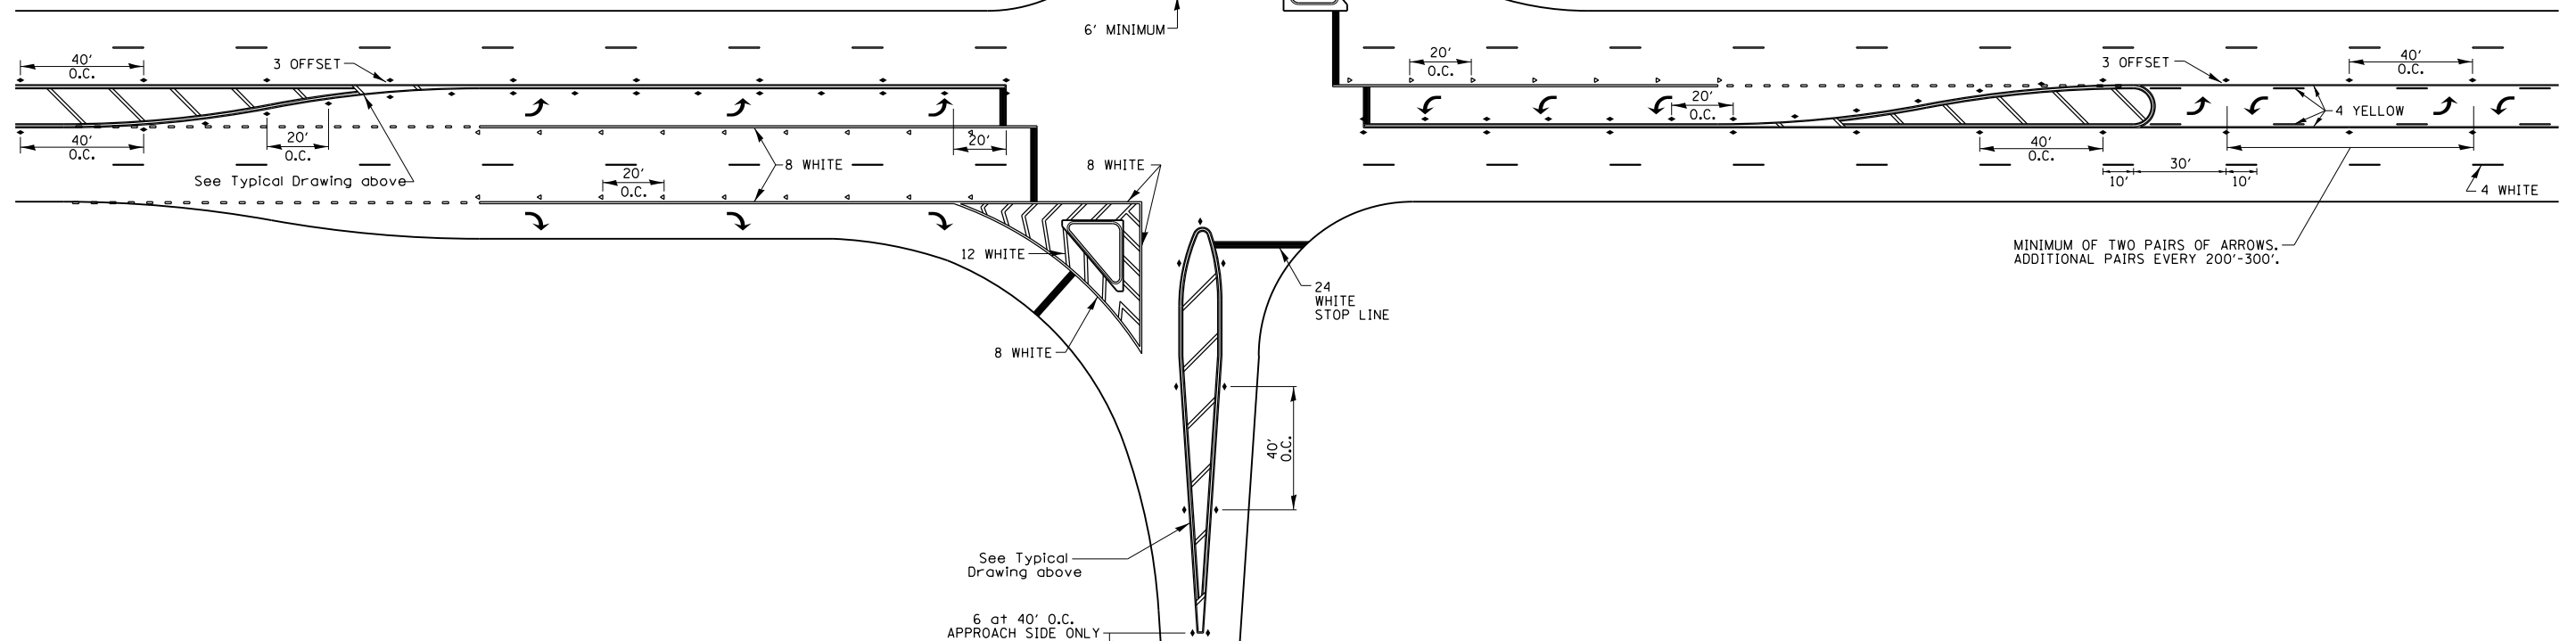 6' MINIMUM
40'
O.C.
3 OFFSET
20'
O.C.
3 OFFSET
40'
O.C.
20'
O.C.
4 YELLOW
40'
O.C.
20'
O.C.
20'
40'
O.C.
See Typical Drawing above
20'
O.C.
8 WHITE
8 WHITE
10'
30'
10'
4 WHITE
12 WHITE
MINIMUM OF TWO PAIRS OF ARROWS.
ADDITIONAL PAIRS EVERY 200'-300'.
24
WHITE
STOP LINE
8 WHITE
40'
O.C.
See Typical
Drawing above
6 at 40' O.C.
APPROACH SIDE ONLY